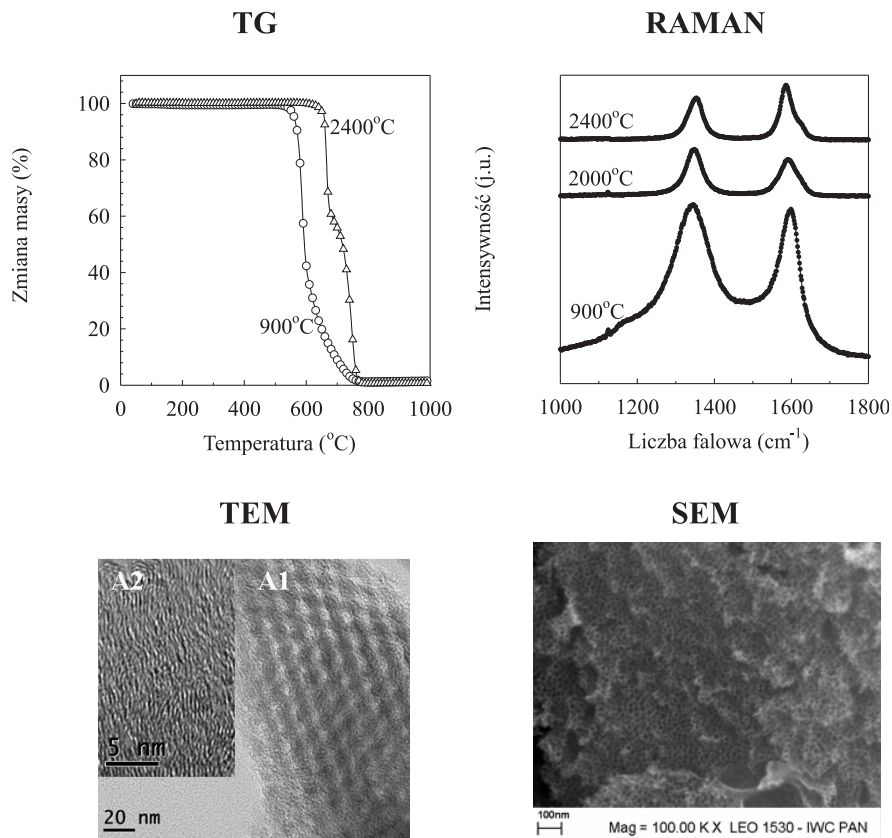 TG
RAMAN
100
80
60
40
20
0
2400°C
900°C
Zmiana masy (%)
0 200 400 600 800 1000
Temperatura (°C)
2400°C
2000°C
900°C
Intensywność (j.u.)
1000 1200 1400 1600 1800
Liczba falowa (cm⁻¹)
TEM
SEM
A2 A1
5 nm
20 nm
100nm
Mag = 100.00 K X LEO 1530 - IWC PAN